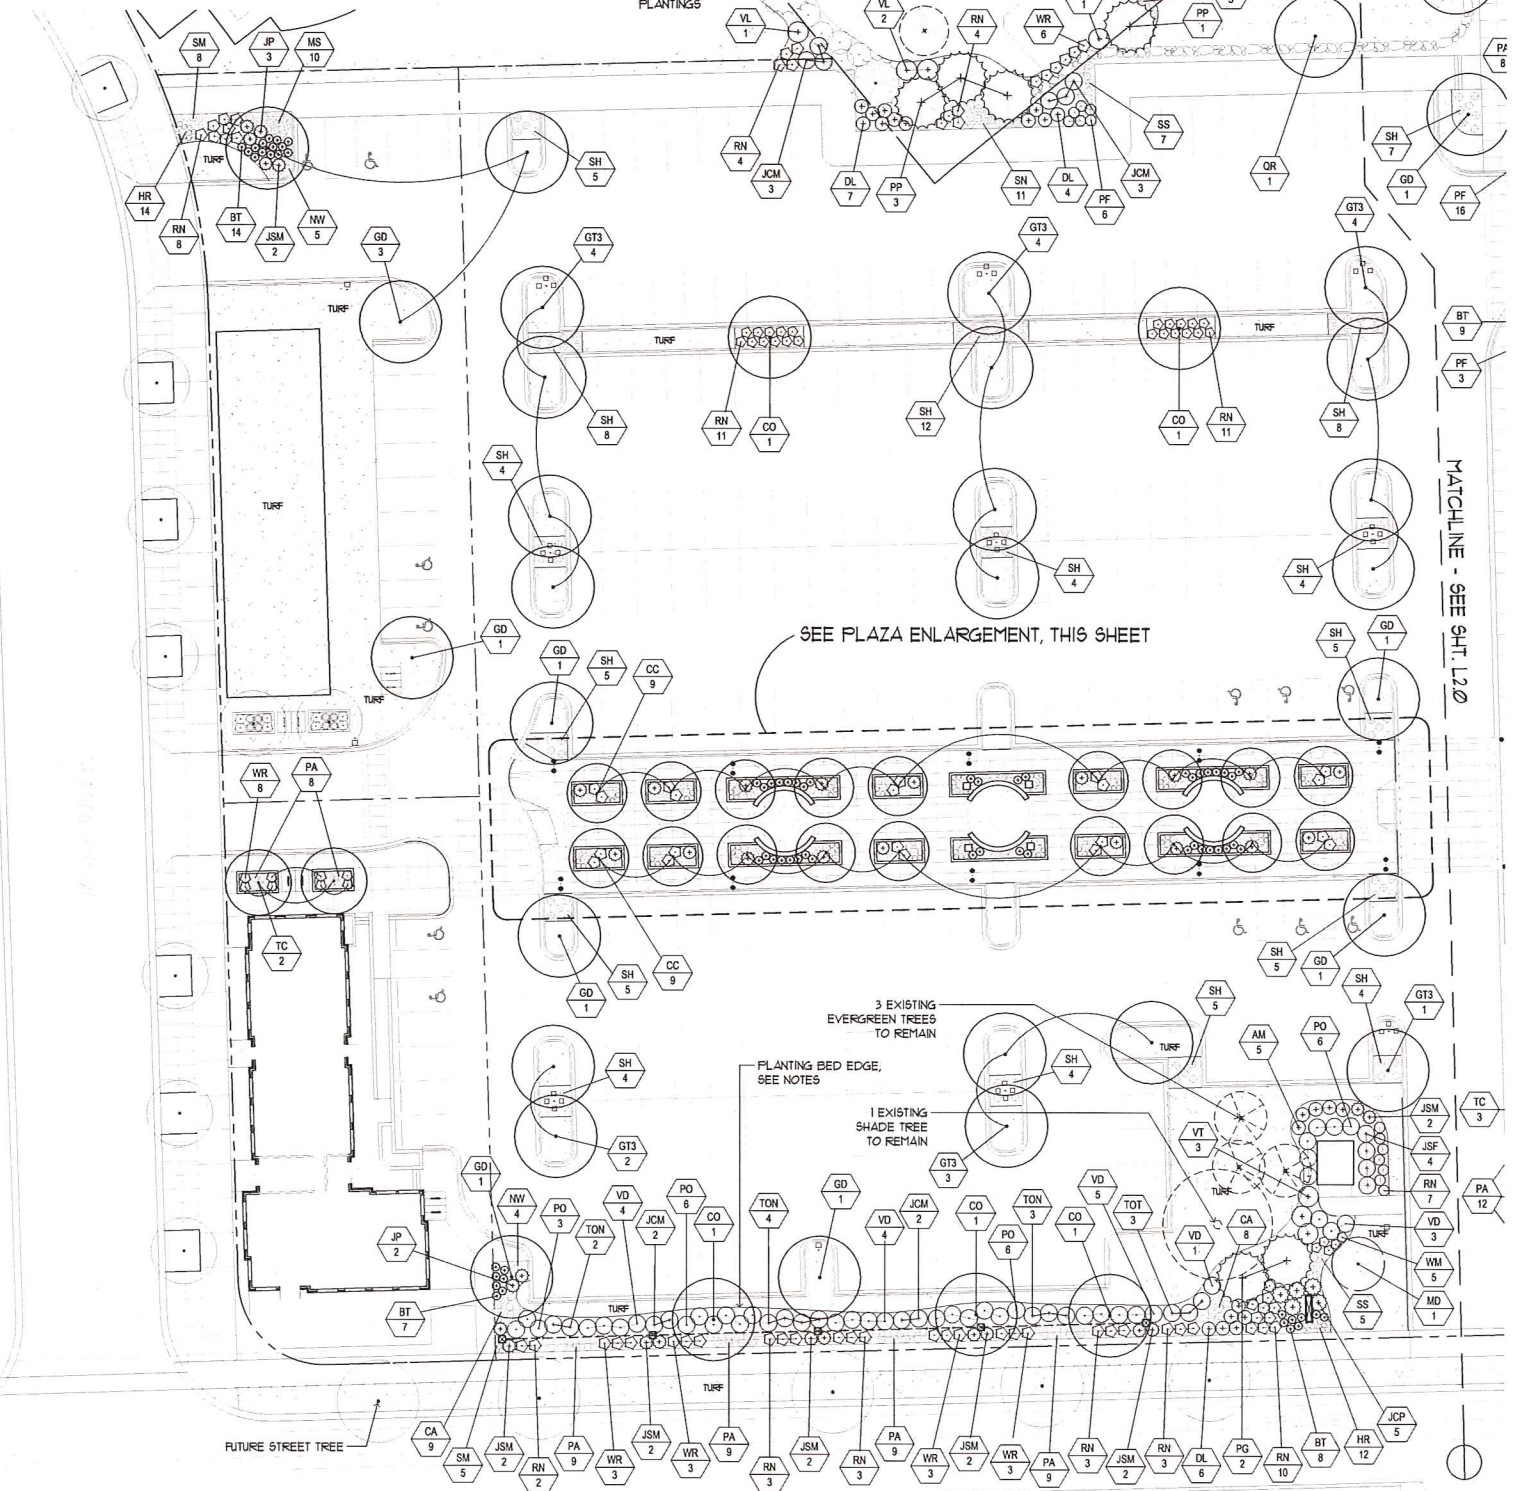 PLANTINGS
VL
1
VL
2
RN
4
WR
6
1
PP
1
SM
8
JP
3
MS
10
PA
8
RN
4
JCM
3
DL
7
PP
3
SN
11
DL
4
PF
6
JCM
3
SS
7
QR
1
SH
7
GD
1
PF
16
TURF
HR
14
RN
8
BT
14
JSM
2
NW
5
SH
5
GD
3
GT3
4
GT3
4
GT3
4
TURF
TURF
TURF
BT
9
PF
3
SH
8
RN
11
CO
1
SH
12
CO
1
RN
11
SH
8
SH
4
TURF
SH
4
SH
4
MATCHLINE - SEE SHT. L2.0
SEE PLAZA ENLARGEMENT, THIS SHEET
GD
1
GD
1
SH
5
CC
9
SH
5
GD
1
TURF
WR
8
PA
8
TC
2
GD
1
SH
5
CC
9
SH
5
GD
1
3 EXISTING
EVERGREEN TREES
TO REMAIN
SH
5
SH
4
GT3
1
AM
5
PO
6
TURF
SH
4
PLANTING BED EDGE,
SEE NOTES
SH
4
1 EXISTING
SHADE TREE
TO REMAIN
JSM
2
TC
3
VT
3
JSF
4
GT3
2
GT3
3
RN
7
PA
12
TURF
GD
1
NW
4
PO
3
TON
2
VD
4
JCM
2
PO
6
CO
1
TON
4
GD
1
VD
4
JCM
2
CO
1
PO
6
TON
3
CO
1
VD
5
TOT
3
VD
1
CA
8
VD
3
TURF
WM
5
SS
5
MD
1
JP
2
BT
7
TURF
TURF
FUTURE STREET TREE
CA
9
SM
5
JSM
2
RN
2
PA
9
WR
3
JSM
2
WR
3
PA
9
RN
3
JSM
2
RN
3
PA
9
WR
3
JSM
2
WR
3
PA
9
RN
3
JSM
2
RN
3
DL
6
PG
2
RN
10
BT
8
HR
12
JCP
5